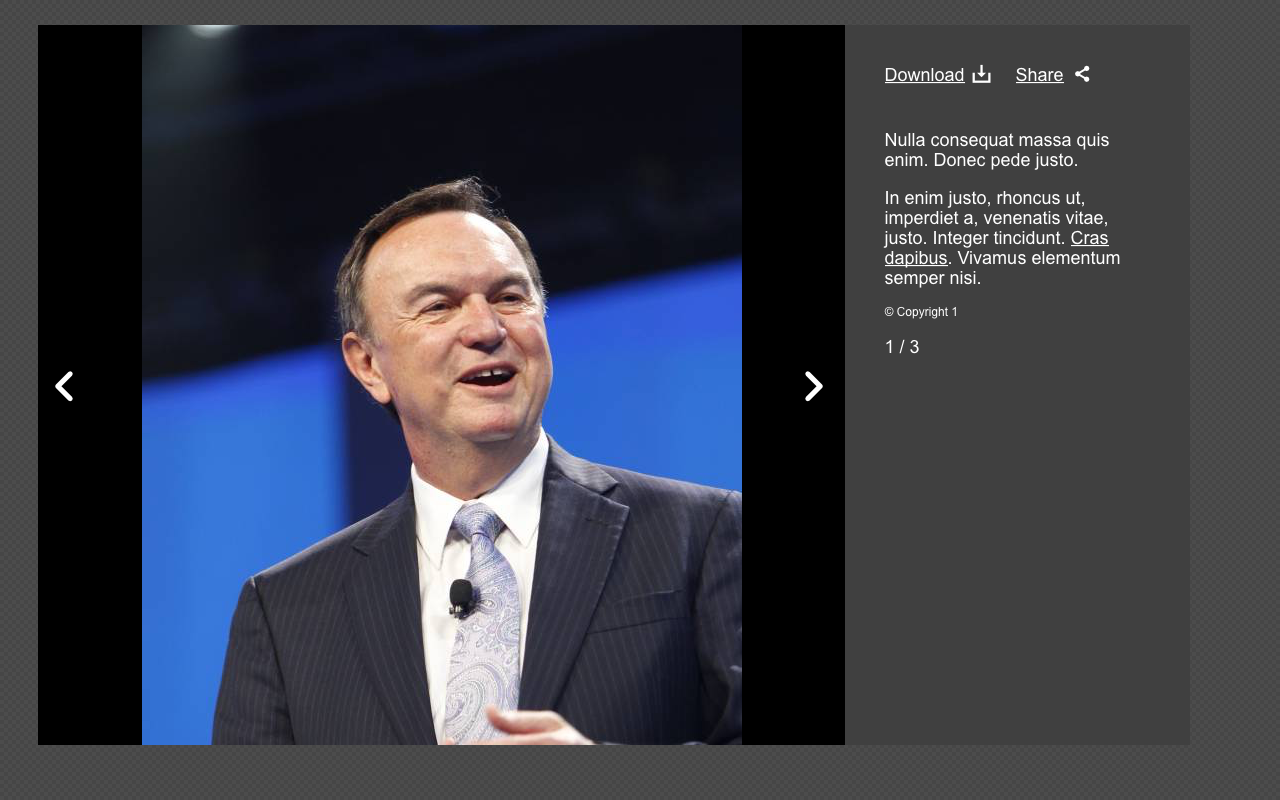 Download Share
Nulla consequat massa quis
enim. Donec pede justo.
In enim justo, rhoncus ut,
imperdiet a, venenatis vitae,
justo. Integer tincidunt. Cras
dapibus. Vivamus elementum
semper nisi.
© Copyright 1
1 / 3